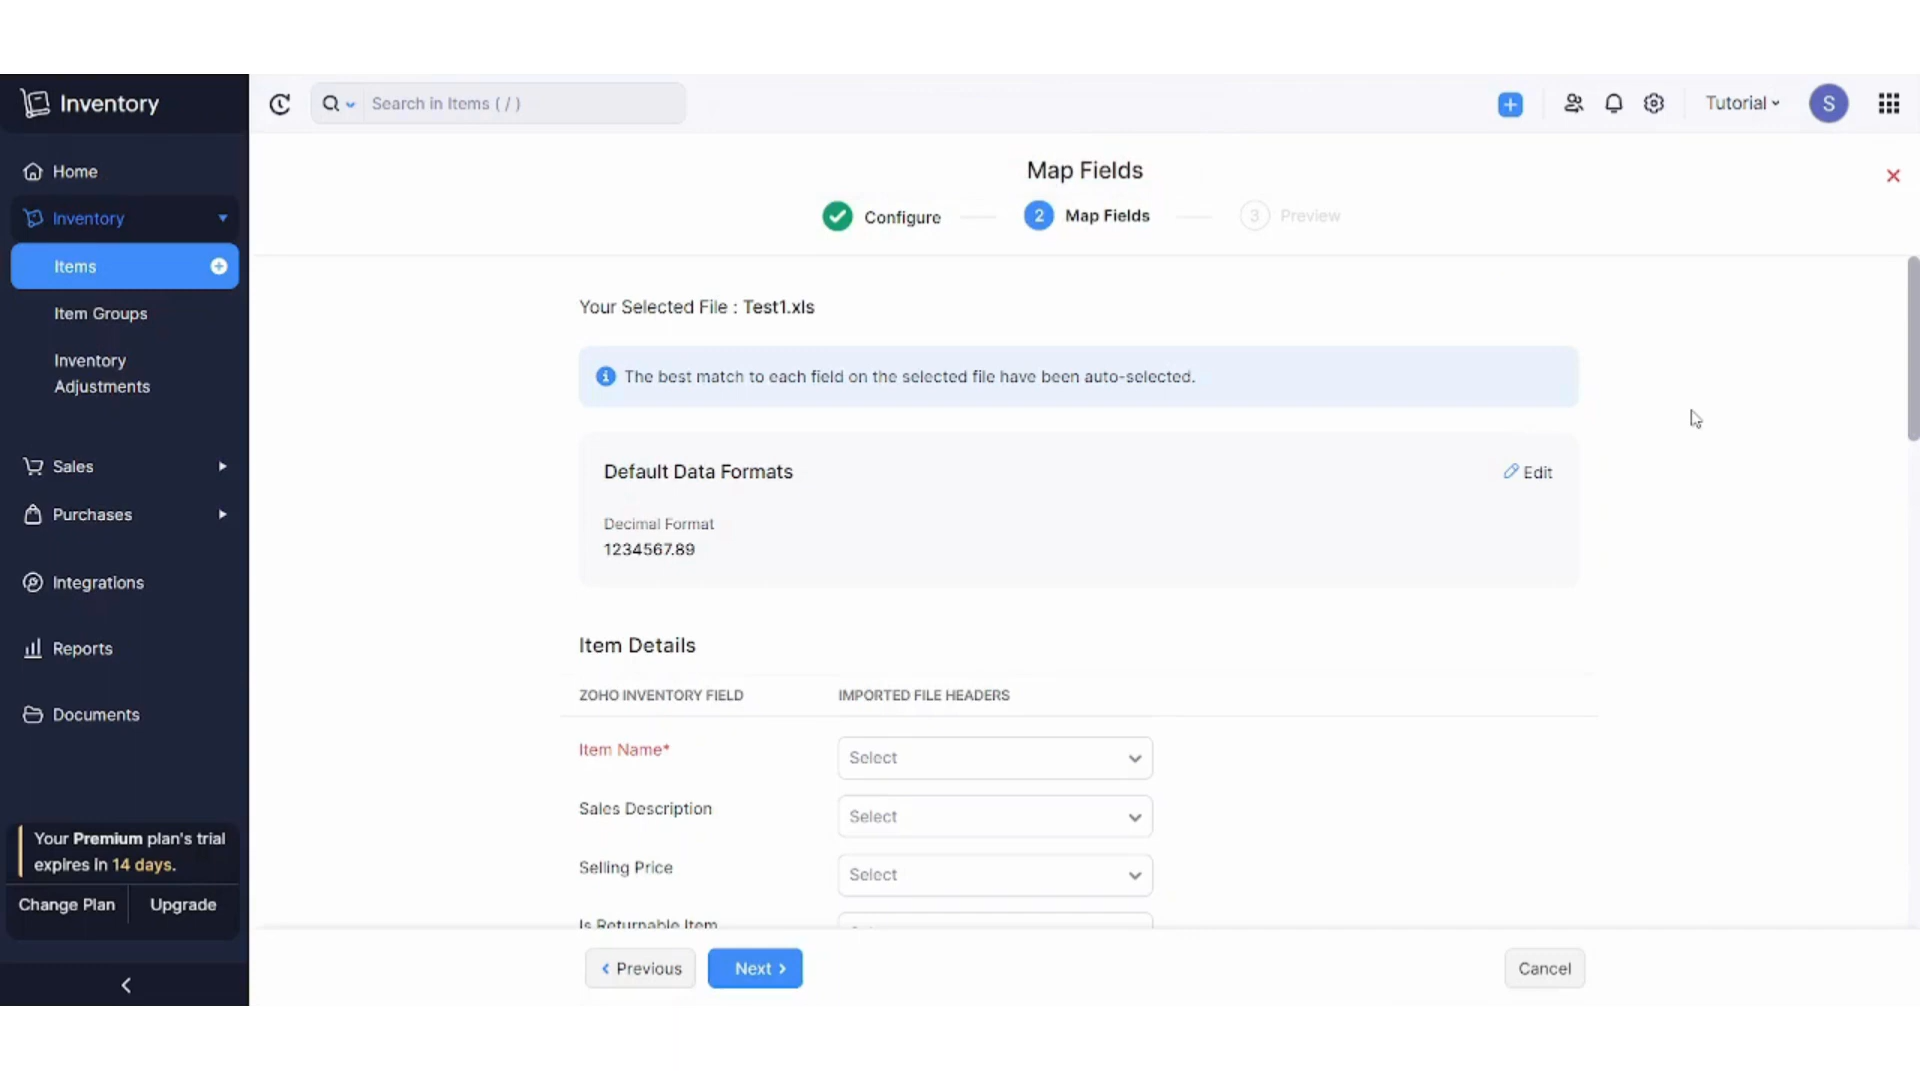 Inventory
Search in Items ( / )
Tutorial
S
Home
Inventory
Items
Item Groups
Inventory
Adjustments
Sales
Purchases
Integrations
Reports
Documents
Your Premium plan's trial
expires in 14 days.
Change Plan
Upgrade
Map Fields
Configure
2
Map Fields
3
Preview
Your Selected File : Test1.xls
The best match to each field on the selected file have been auto-selected.
Default Data Formats
Edit
Decimal Format
1234567.89
Item Details
ZOHO INVENTORY FIELD
IMPORTED FILE HEADERS
Item Name*
Select
Sales Description
Select
Selling Price
Select
Is Returnable Item
Previous
Next
Cancel